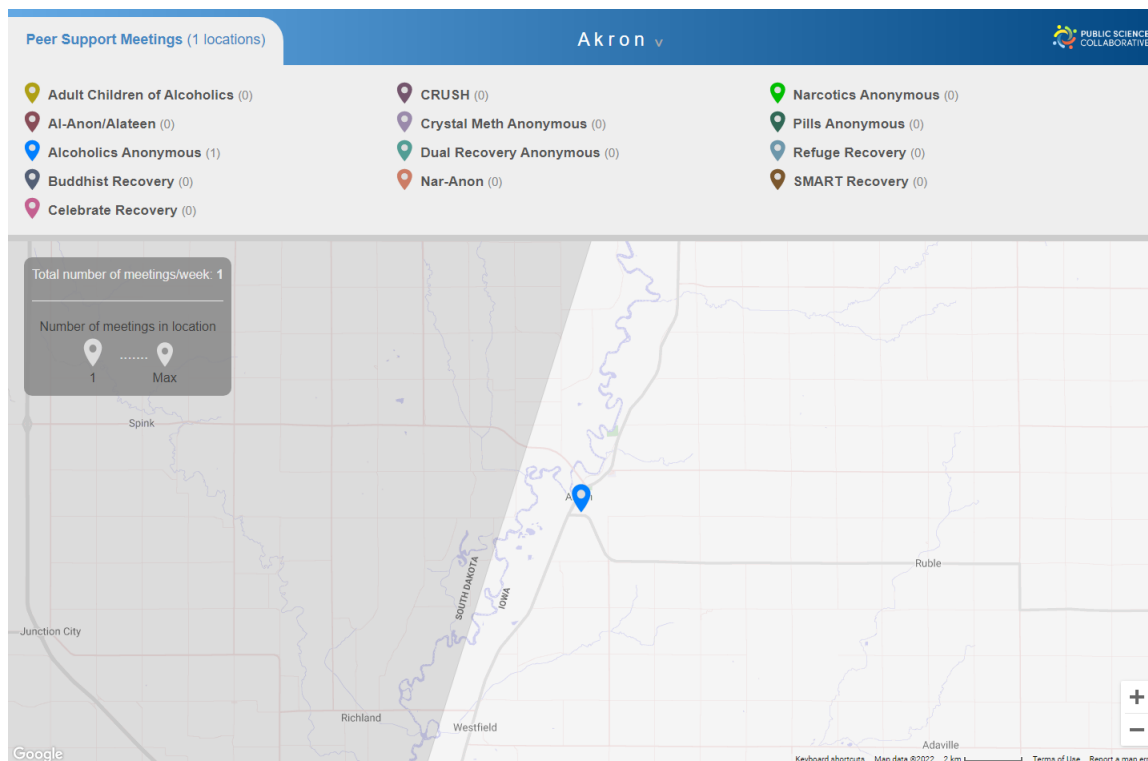 Peer Support Meetings (1 locations)
Akron v
PUBLIC SCIENCE
COLLABORATIVE
Adult Children of Alcoholics (0)
Al-Anon/Alateen (0)
Alcoholics Anonymous (1)
Buddhist Recovery (0)
Celebrate Recovery (0)
CRUSH (0)
Crystal Meth Anonymous (0)
Dual Recovery Anonymous (0)
Nar-Anon (0)
Narcotics Anonymous (0)
Pills Anonymous (0)
Refuge Recovery (0)
SMART Recovery (0)
Total number of meetings/week: 1
Number of meetings in location
1 ....... Max
Spink
SOUTH DAKOTA
IOWA
Ruble
Junction City
Richland
Westfield
Adaville
+
−
Google
Keyboard shortcuts Map data ©2022 2 km Terms of Use Report a map